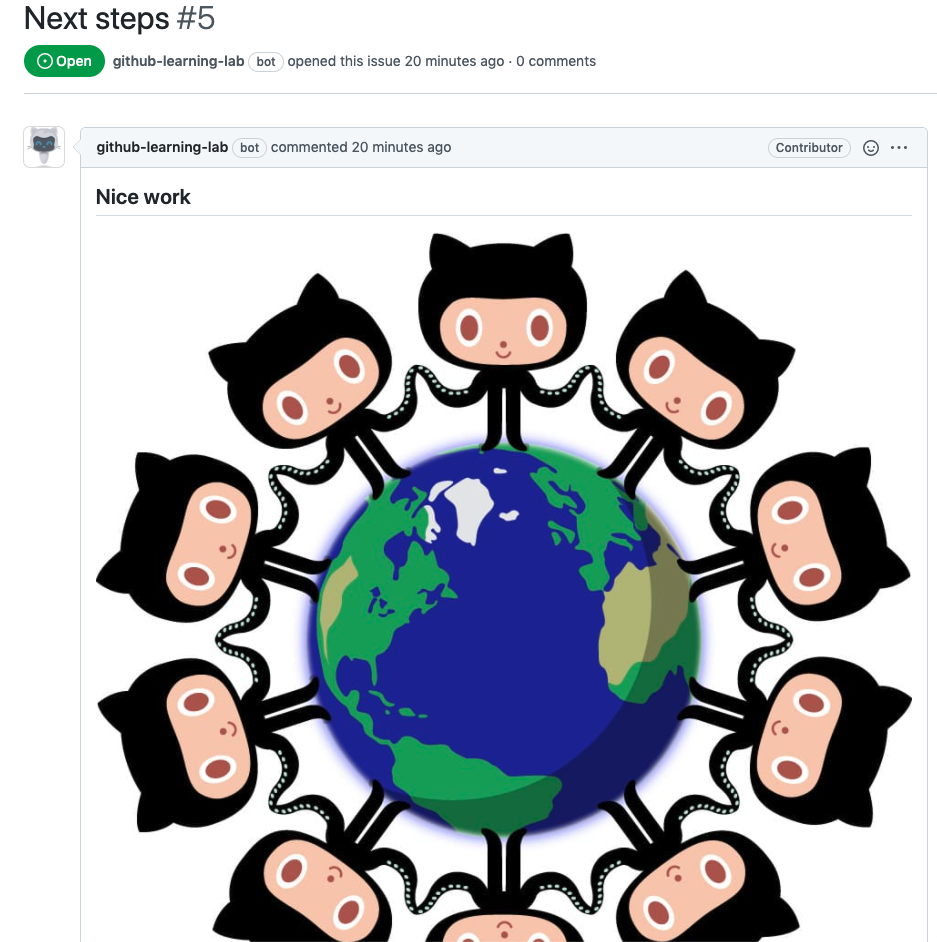 Next steps #5
Open github-learning-lab bot opened this issue 20 minutes ago · 0 comments
github-learning-lab bot commented 20 minutes ago Contributor
Nice work